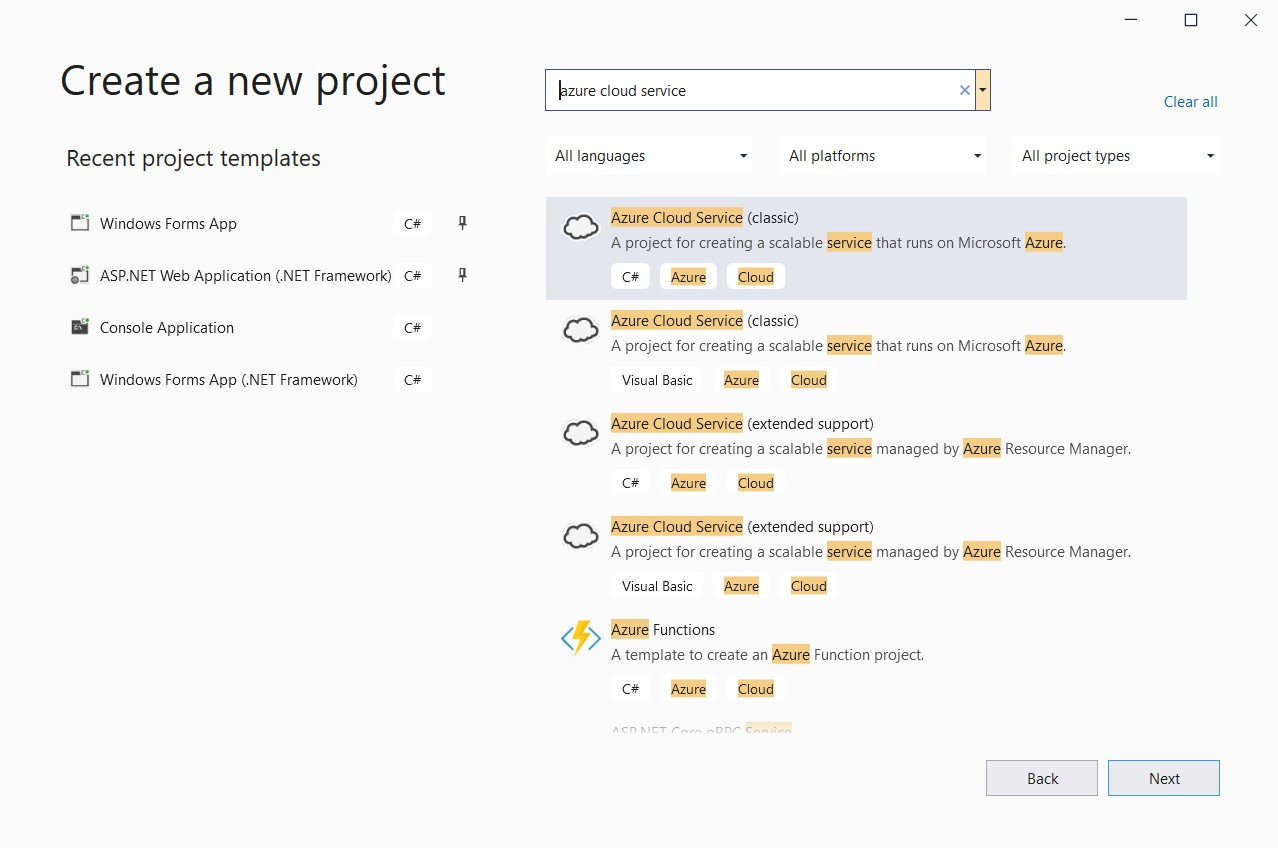 Create a new project
azure cloud service
Clear all
Recent project templates
All languages
All platforms
All project types
Windows Forms App C#
ASP.NET Web Application (.NET Framework) C#
Console Application C#
Windows Forms App (.NET Framework) C#
Azure Cloud Service (classic)
A project for creating a scalable service that runs on Microsoft Azure.
C# Azure Cloud
Azure Cloud Service (classic)
A project for creating a scalable service that runs on Microsoft Azure.
Visual Basic Azure Cloud
Azure Cloud Service (extended support)
A project for creating a scalable service managed by Azure Resource Manager.
C# Azure Cloud
Azure Cloud Service (extended support)
A project for creating a scalable service managed by Azure Resource Manager.
Visual Basic Azure Cloud
Azure Functions
A template to create an Azure Function project.
C# Azure Cloud
ASP.NET Core gRPC Service
Back
Next